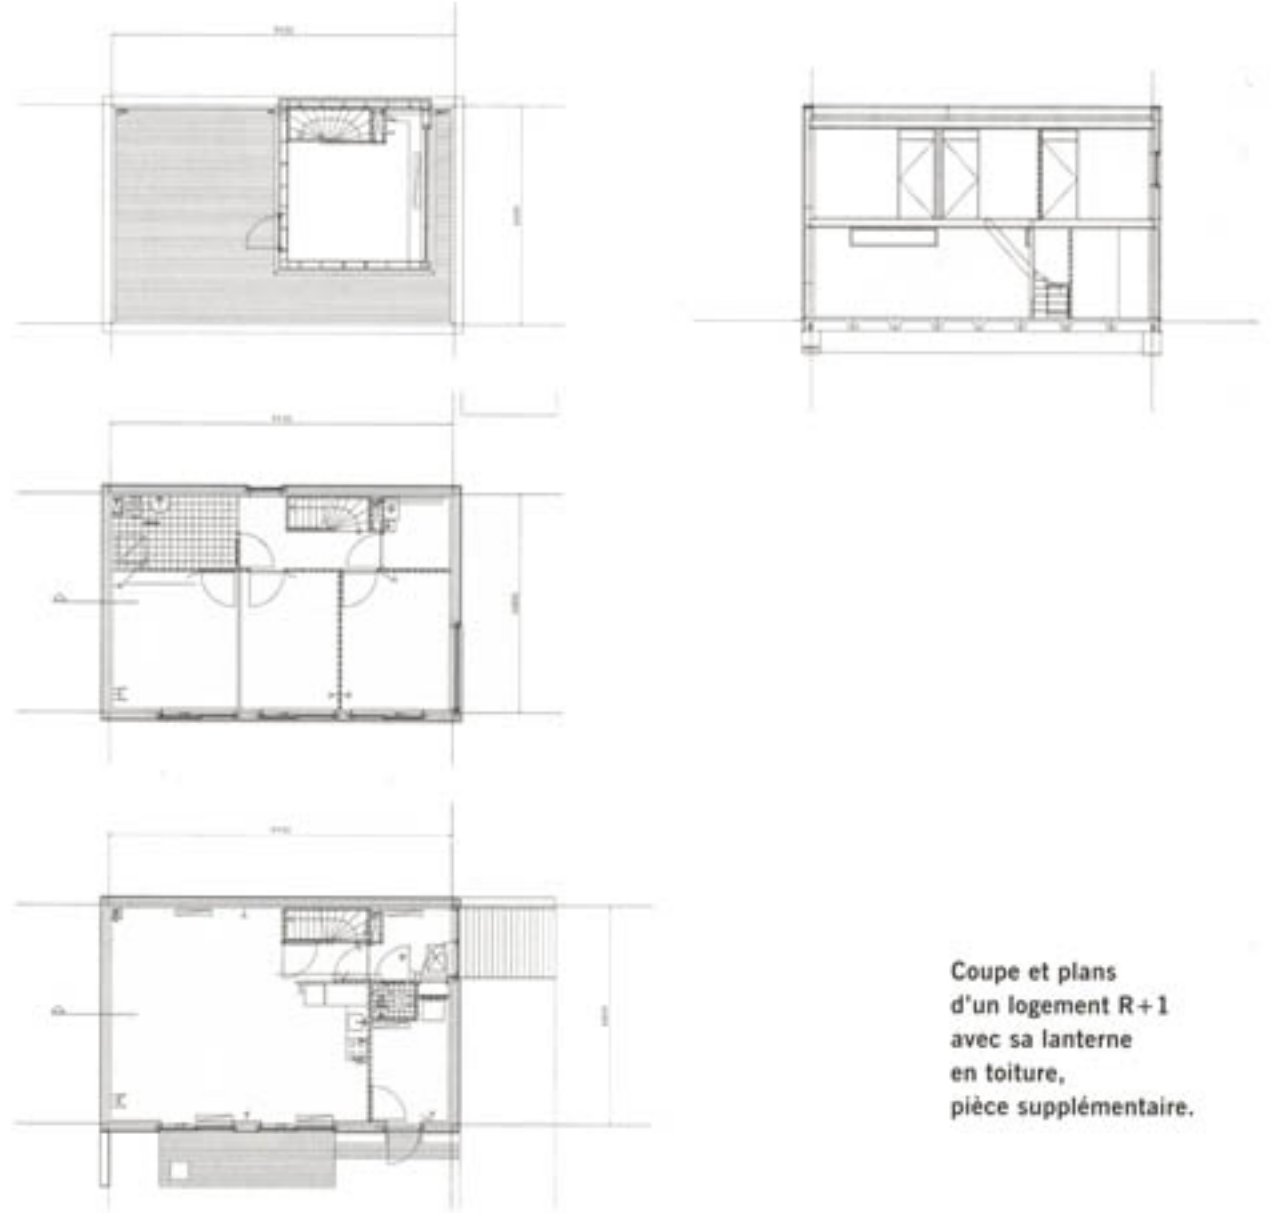 Coupe et plans
d'un logement R+1
avec sa lanterne
en toiture,
pièce supplémentaire.